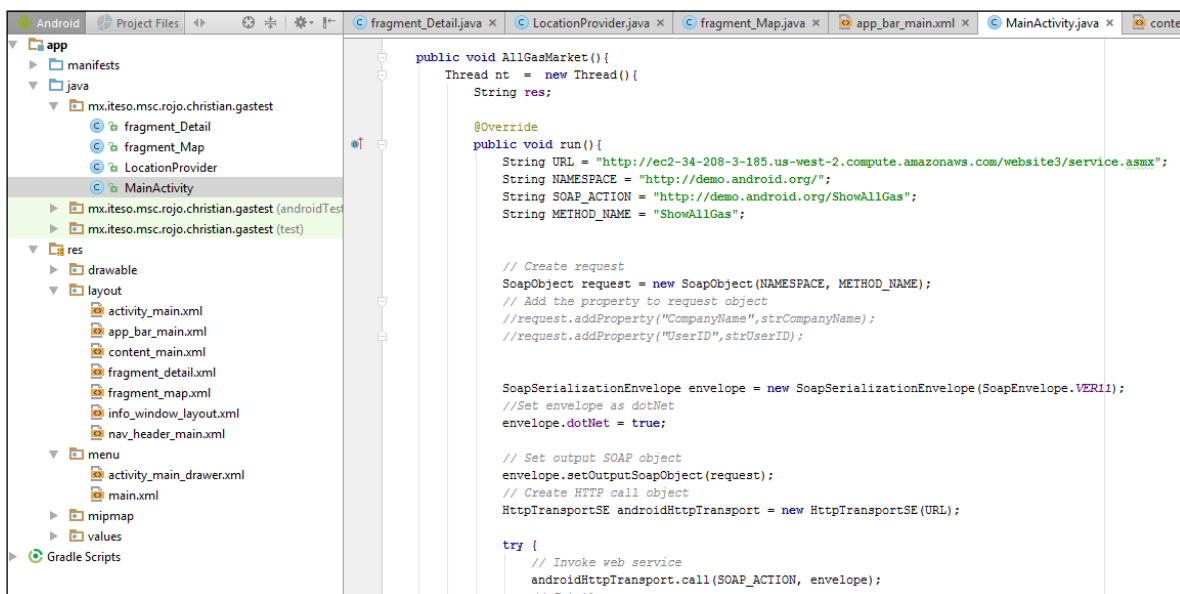 Android Project Files
fragment_Detail.java × LocationProvider.java × fragment_Map.java × app_bar_main.xml × MainActivity.java × conte
app
manifests
java
mx.iteso.msc.rojo.christian.gastest
fragment_Detail
fragment_Map
LocationProvider
MainActivity
mx.iteso.msc.rojo.christian.gastest (androidTest
mx.iteso.msc.rojo.christian.gastest (test)
res
drawable
layout
activity_main.xml
app_bar_main.xml
content_main.xml
fragment_detail.xml
fragment_map.xml
info_window_layout.xml
nav_header_main.xml
menu
activity_main_drawer.xml
main.xml
mipmap
values
Gradle Scripts
public void AllGasMarket(){
Thread nt = new Thread(){
String res;
@Override
public void run(){
String URL = "http://ec2-34-208-3-185.us-west-2.compute.amazonaws.com/website3/service.asmx";
String NAMESPACE = "http://demo.android.org/";
String SOAP_ACTION = "http://demo.android.org/ShowAllGas";
String METHOD_NAME = "ShowAllGas";
// Create request
SoapObject request = new SoapObject(NAMESPACE, METHOD_NAME);
// Add the property to request object
//request.addProperty("CompanyName",strCompanyName);
//request.addProperty("UserID",strUserID);
SoapSerializationEnvelope envelope = new SoapSerializationEnvelope(SoapEnvelope.VER11);
//Set envelope as dotNet
envelope.dotNet = true;
// Set output SOAP object
envelope.setOutputSoapObject(request);
// Create HTTP call object
HttpTransportSE androidHttpTransport = new HttpTransportSE(URL);
try {
// Invoke web service
androidHttpTransport.call(SOAP_ACTION, envelope);